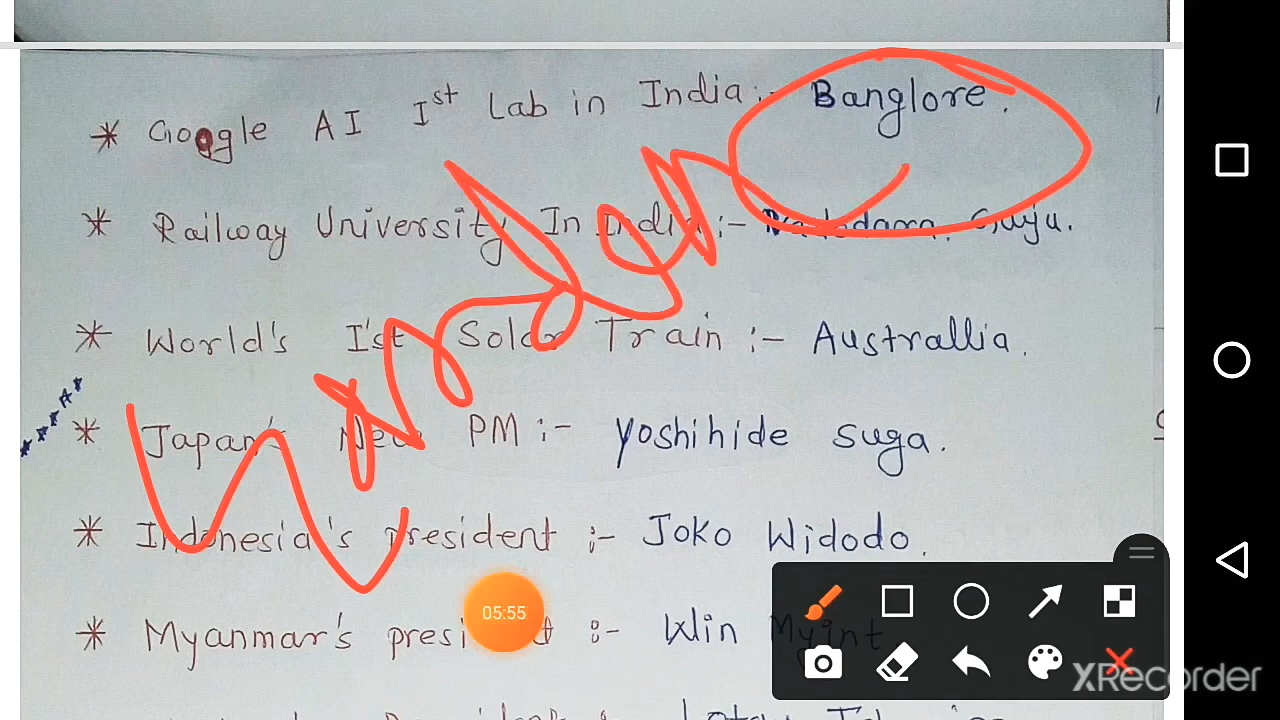 * Google AI Ist Lab in India :- Banglore.
* Railway University In India :- Vadodara, Guju.
World's I'st Solar Train :- Australlia.
* Japan's New PM :- Yoshihide Suga.
* Indonesia's president :- Joko Widodo.
* Myanmar's president :- Win Myint
05:55
XRecorder